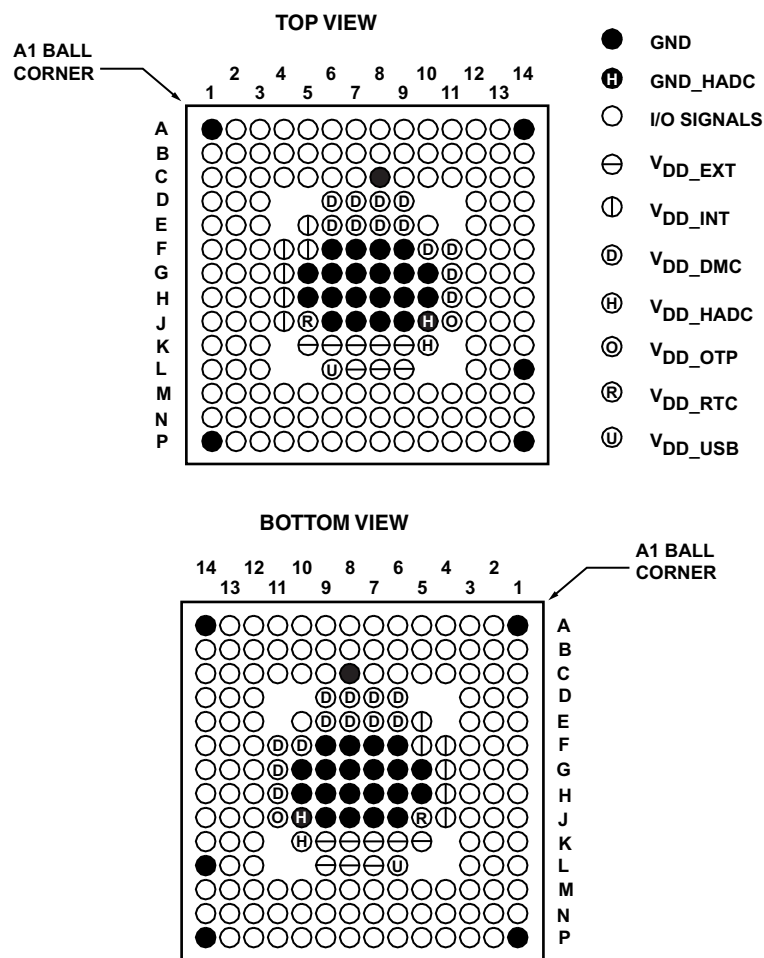 TOP VIEW
A1 BALL
CORNER
2 4 6 8 10 12 14
1 3 5 7 9 11 13
A
B
C
D D D D D
E D D D D
F D D
G D
H D
J R H O
K H
L U
M
N
P
GND
H GND_HADC
I/O SIGNALS
VDD_EXT
VDD_INT
D VDD_DMC
H VDD_HADC
O VDD_OTP
R VDD_RTC
U VDD_USB
BOTTOM VIEW
A1 BALL
CORNER
14 12 10 8 6 4 2
13 11 9 7 5 3 1
A
B
C
D D D D D
D D D D E
D D F
D G
D H
O H R J
H K
U L
M
N
P